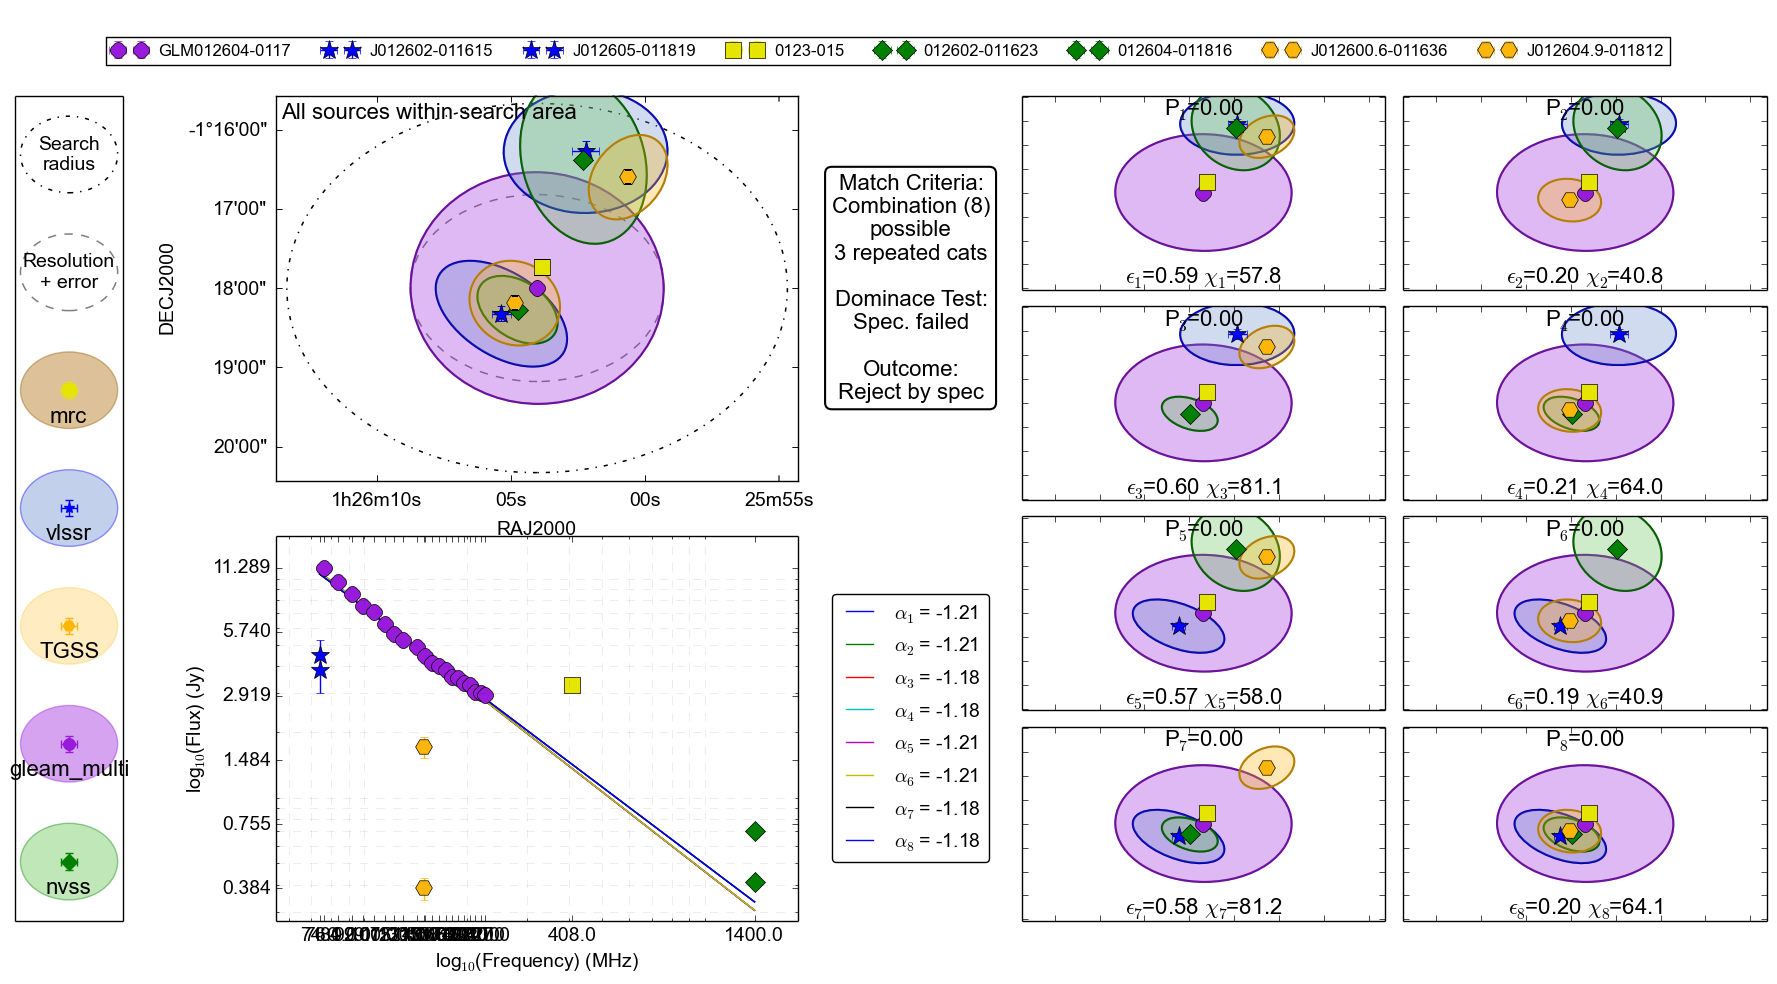 GLM012604-0117 J012602-011615 J012605-011819 0123-015 012602-011623 012604-011816 J012600.6-011636 J012604.9-011812
Search
radius
Resolution
+ error
mrc
vlssr
TGSS
gleam_multi
nvss
All sources within search area
DECJ2000
-1°16'00"
17'00"
18'00"
19'00"
20'00"
1h26m10s 05s 00s 25m55s
RAJ2000
log₁₀(Flux) (Jy)
11.289
5.740
2.919
1.484
0.755
0.384
408.0 1400.0
log₁₀(Frequency) (MHz)
Match Criteria:
Combination (8)
possible
3 repeated cats
Dominace Test:
Spec. failed
Outcome:
Reject by spec
α₁ = -1.21
α₂ = -1.21
α₃ = -1.18
α₄ = -1.18
α₅ = -1.21
α₆ = -1.21
α₇ = -1.18
α₈ = -1.18
P₁=0.00
ϵ₁=0.59 χ₁=57.8
P₂=0.00
ϵ₂=0.20 χ₂=40.8
P₃=0.00
ϵ₃=0.60 χ₃=81.1
P₄=0.00
ϵ₄=0.21 χ₄=64.0
P₅=0.00
ϵ₅=0.57 χ₅=58.0
P₆=0.00
ϵ₆=0.19 χ₆=40.9
P₇=0.00
ϵ₇=0.58 χ₇=81.2
P₈=0.00
ϵ₈=0.20 χ₈=64.1